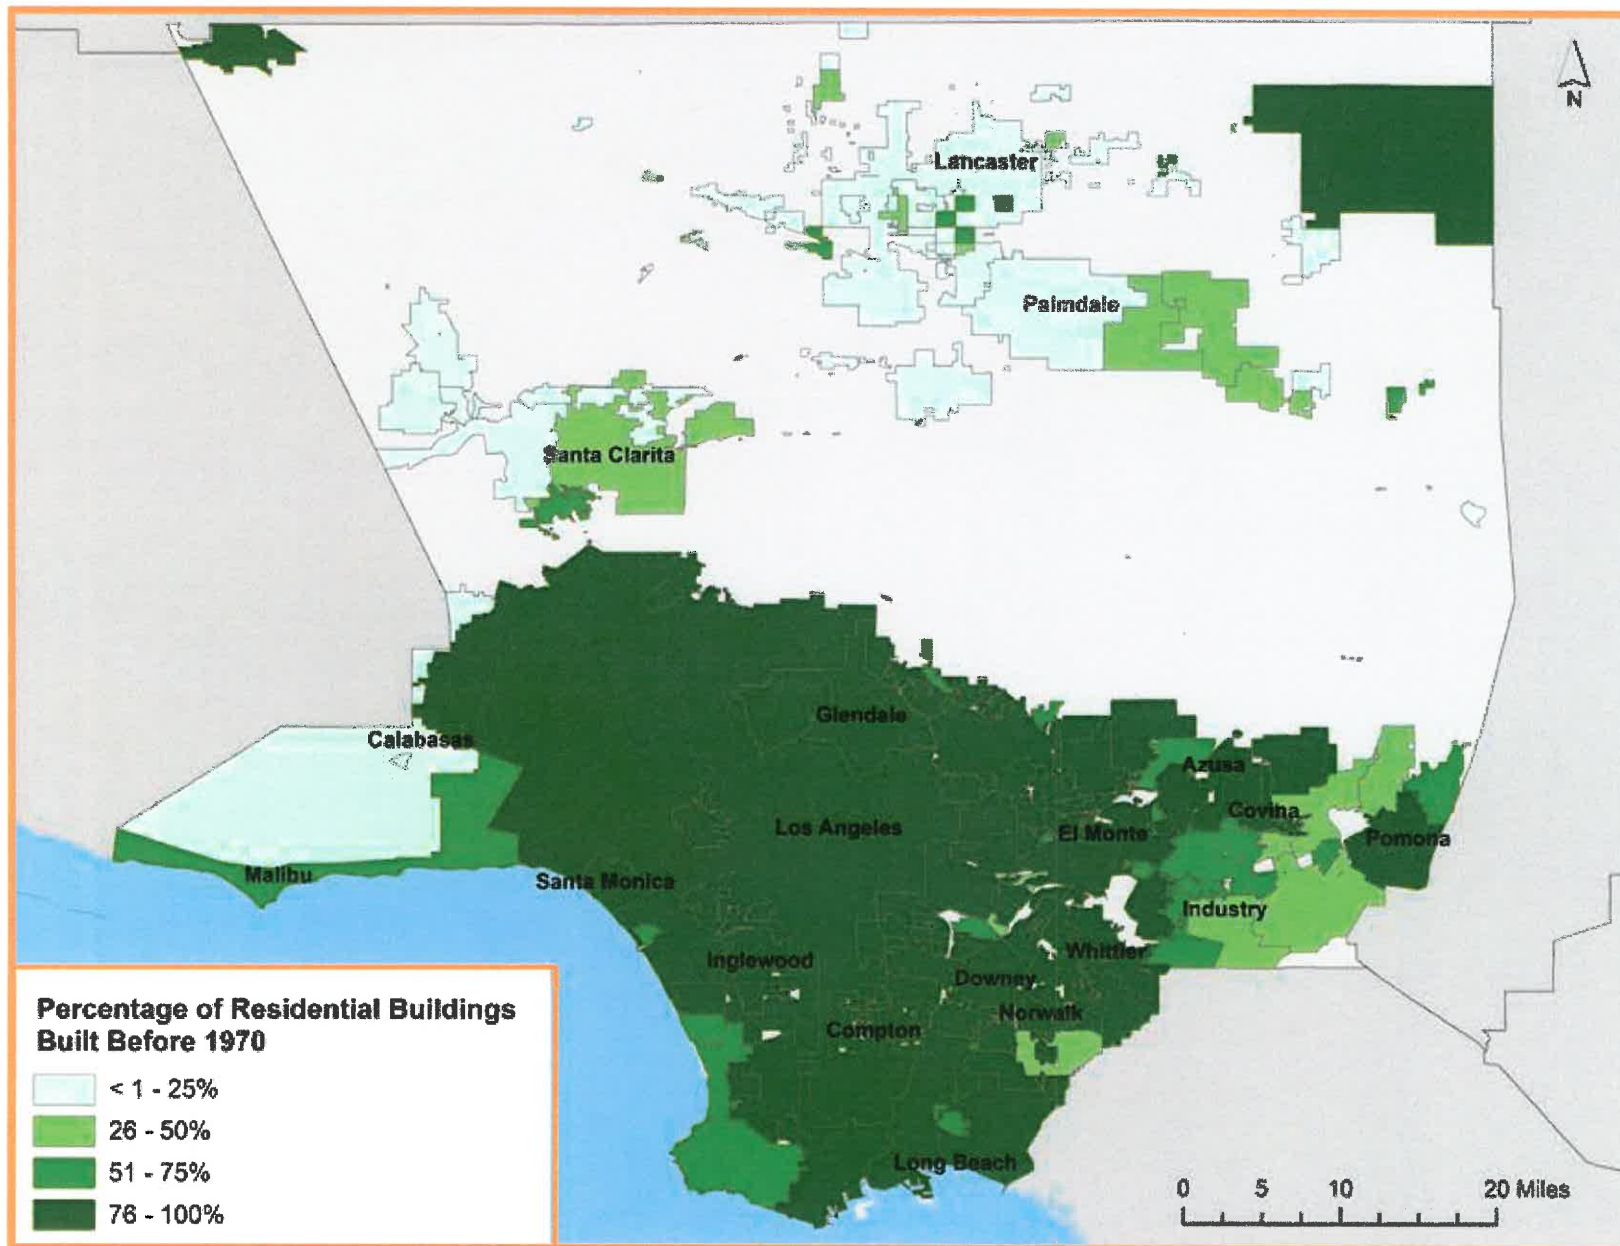 N
Lancaster
Palmdale
Santa Clarita
Glendale
Calabasas
Azusa
Covina
Los Angeles
El Monte
Pomona
Malibu
Santa Monica
Industry
Inglewood
Whittier
Downey
Norwalk
Compton
Long Beach
Percentage of Residential Buildings
Built Before 1970
< 1 - 25%
26 - 50%
51 - 75%
76 - 100%
0 5 10 20 Miles